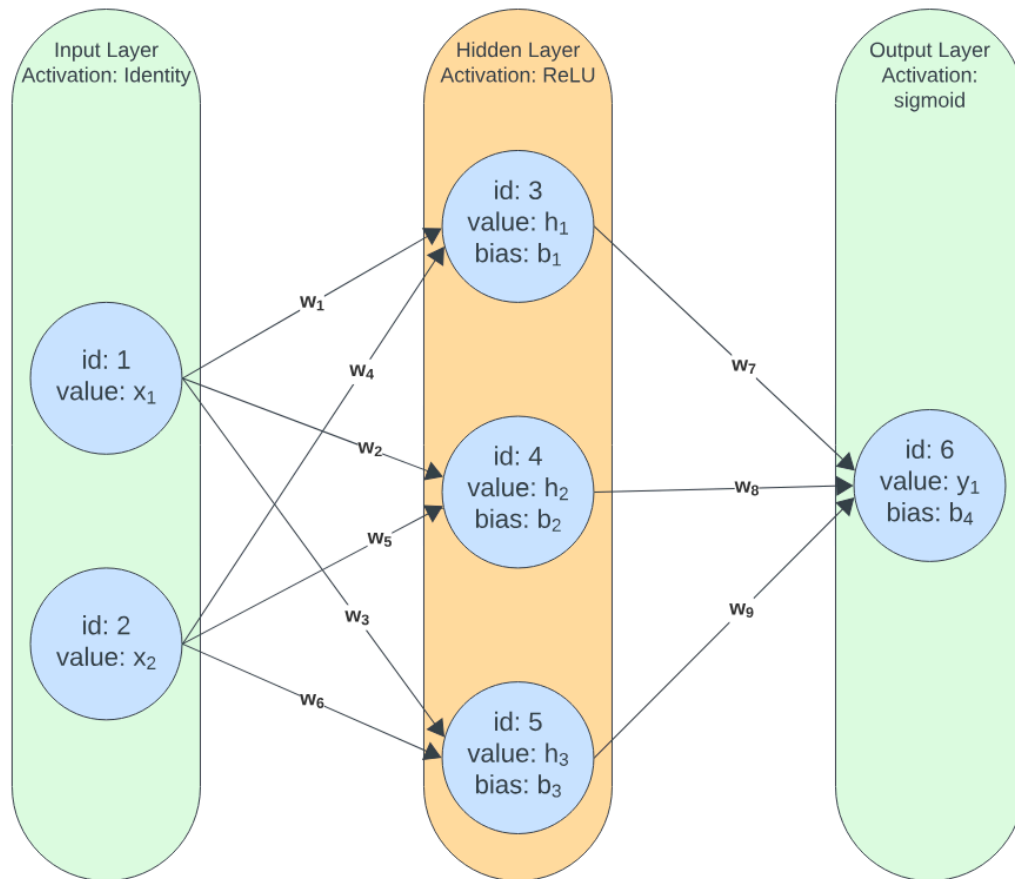 Input Layer
Activation: Identity
Hidden Layer
Activation: ReLU
Output Layer
Activation:
sigmoid
id: 1
value: x₁
id: 2
value: x₂
w₁
w₄
w₂
w₅
w₃
w₆
id: 3
value: h₁
bias: b₁
id: 4
value: h₂
bias: b₂
id: 5
value: h₃
bias: b₃
w₇
w₈
w₉
id: 6
value: y₁
bias: b₄